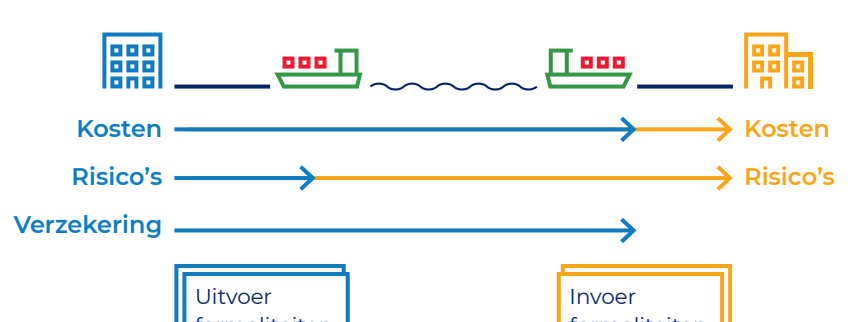 Kosten
Kosten
Risico's
Risico's
Verzekering
Uitvoer
Invoer